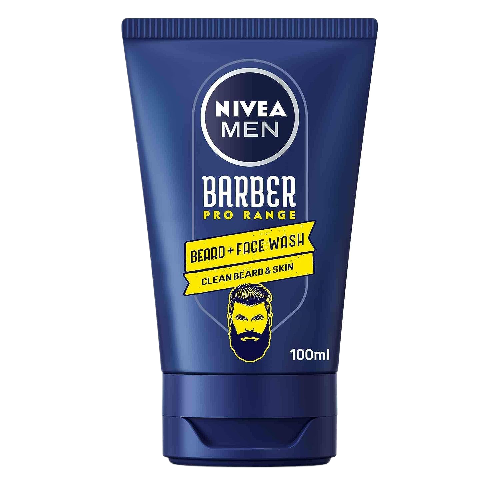 NIVEA
MEN
BARBER
PRO RANGE
BEARD + FACE WASH
CLEAN BEARD & SKIN
100ml